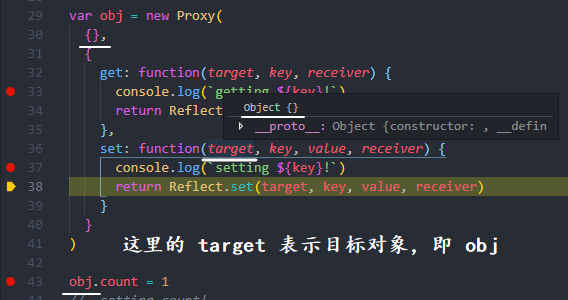 29 var obj = new Proxy(
30 {},
31 {
32 get: function(target, key, receiver) {
33 console.log(`getting ${key}!`)
34 return Reflect
Object {}
35 },
__proto__: Object {constructor: , __defin
36 set: function(target, key, value, receiver) {
37 console.log(`setting ${key}!`)
38 return Reflect.set(target, key, value, receiver)
39 }
40 }
41 )
这里的 target 表示目标对象, 即 obj
42
43 obj.count = 1
// setting count!